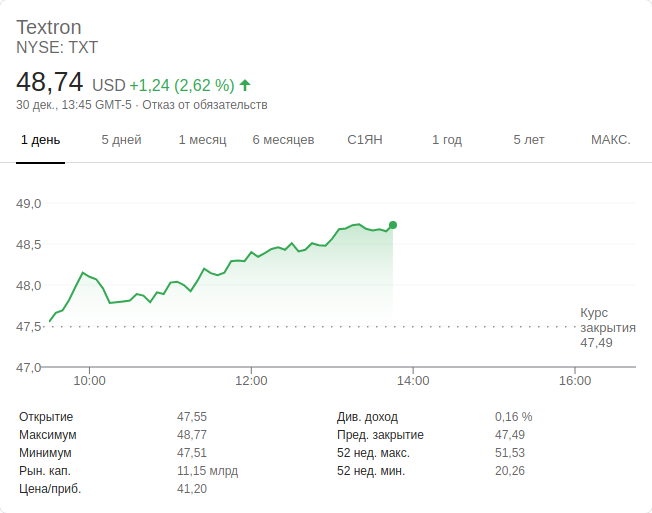 Textron
NYSE: TXT
48,74 USD +1,24 (2,62 %)
30 дек., 13:45 GMT-5 · Отказ от обязательств
1 день 5 дней 1 месяц 6 месяцев С1ЯН 1 год 5 лет МАКС.
49,0
48,5
48,0
47,5
47,0
Курс
закрытия
47,49
10:00 12:00 14:00 16:00
Открытие 47,55 Див. доход 0,16 %
Максимум 48,77 Пред. закрытие 47,49
Минимум 47,51 52 нед. макс. 51,53
Рын. кап. 11,15 млрд 52 нед. мин. 20,26
Цена/приб. 41,20